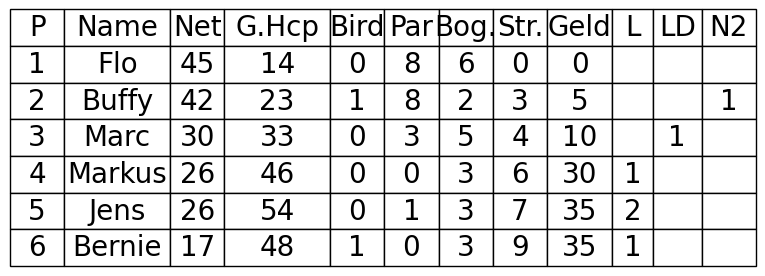 P Name Net G.Hcp Bird Par Bog. Str. Geld L LD N2
1 Flo 45 14 0 8 6 0 0
2 Buffy 42 23 1 8 2 3 5 1
3 Marc 30 33 0 3 5 4 10 1
4 Markus 26 46 0 0 3 6 30 1
5 Jens 26 54 0 1 3 7 35 2
6 Bernie 17 48 1 0 3 9 35 1